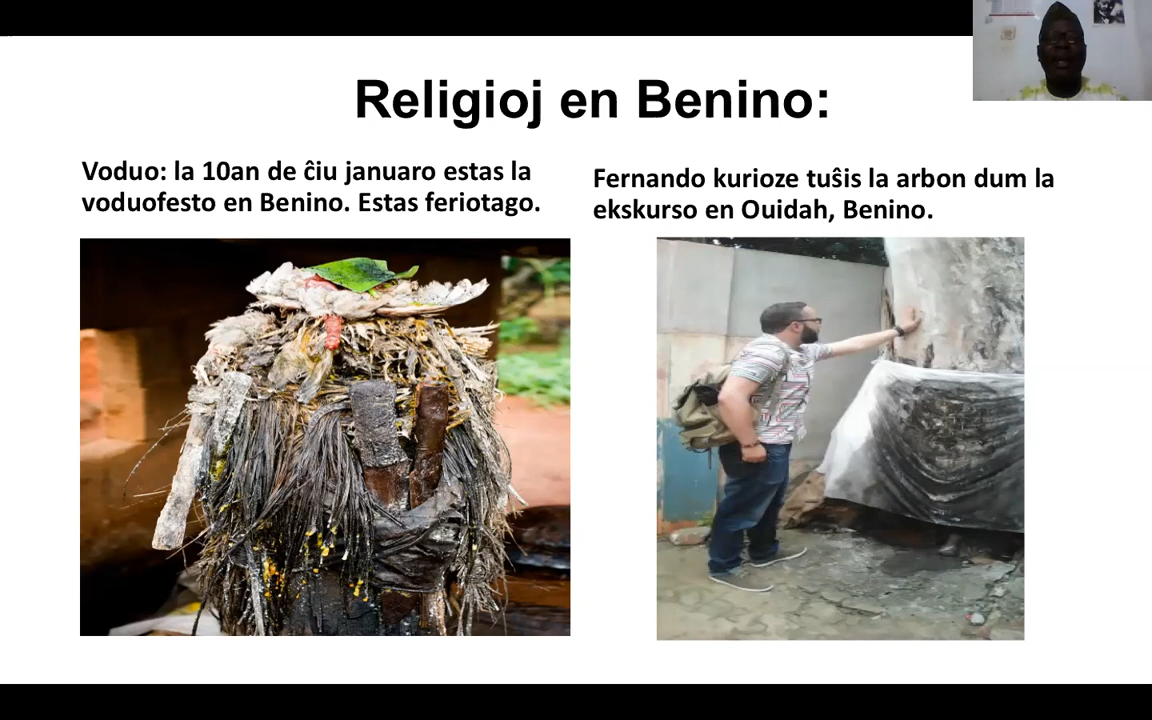 Religioj en Benino:
Voduo: la 10an de ĉiu januaro estas la
voduofesto en Benino. Estas feriotago.
Fernando kurioze tuŝis la arbon dum la
ekskurso en Ouidah, Benino.